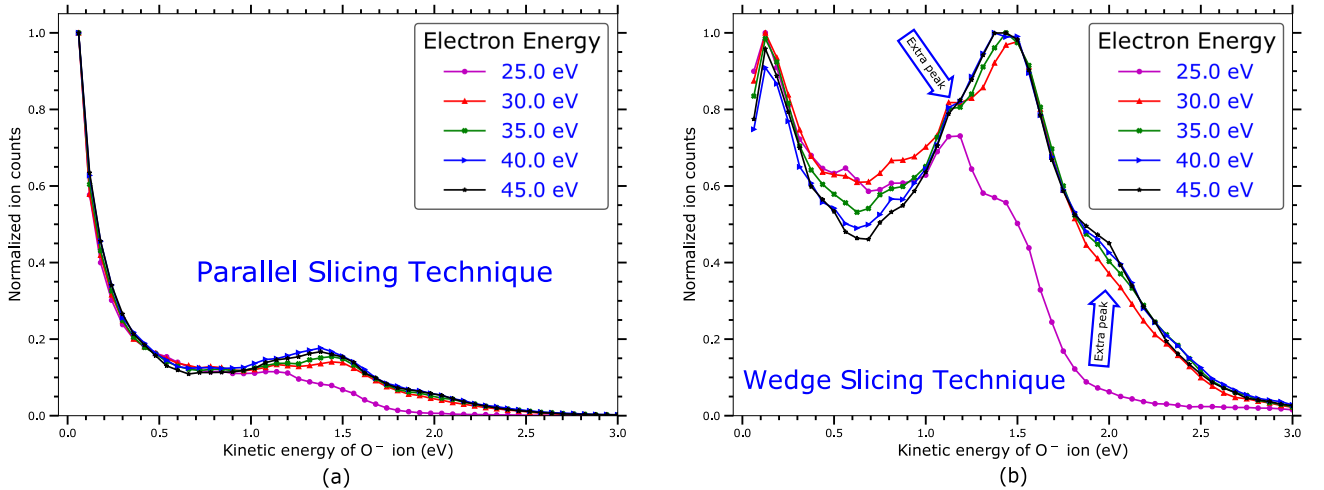 Normalized ion counts
1.0
0.8
0.6
0.4
0.2
0.0
Electron Energy
25.0 eV
30.0 eV
35.0 eV
40.0 eV
45.0 eV
Parallel Slicing Technique
0.0 0.5 1.0 1.5 2.0 2.5 3.0
Kinetic energy of O⁻ ion (eV)
(a)
Normalized ion counts
1.0
0.8
0.6
0.4
0.2
0.0
Extra peak
Electron Energy
25.0 eV
30.0 eV
35.0 eV
40.0 eV
45.0 eV
Extra peak
Wedge Slicing Technique
0.0 0.5 1.0 1.5 2.0 2.5 3.0
Kinetic energy of O⁻ ion (eV)
(b)